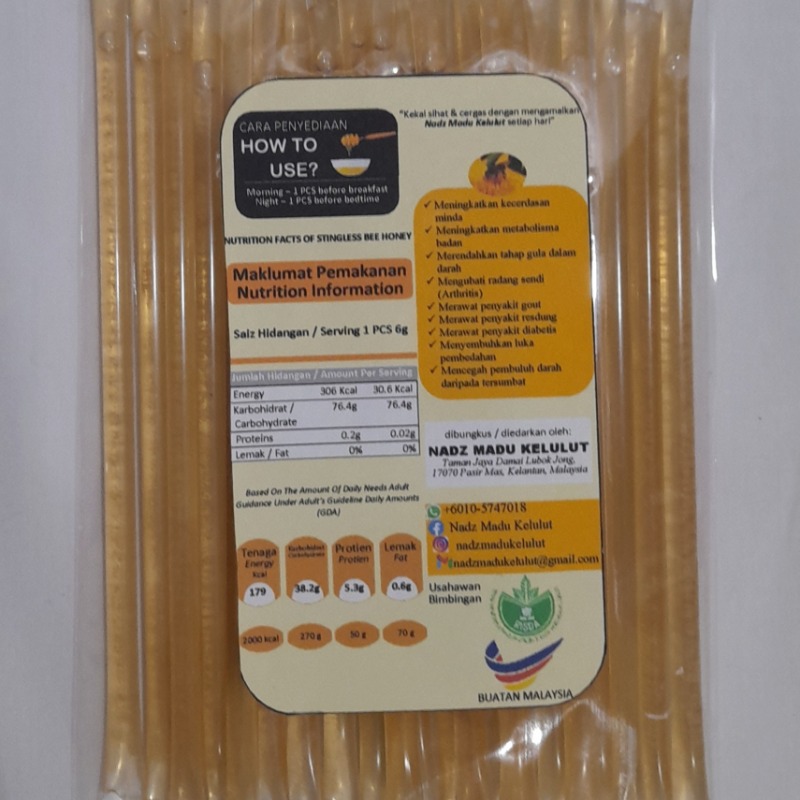 CARA PENYEDIAAN
HOW TO
USE?
Morning – 1 PCS before breakfast
Night – 1 PCS before bedtime
NUTRITION FACTS OF STINGLESS BEE HONEY
Maklumat Pemakanan
Nutrition Information
Saiz Hidangan / Serving 1 PCS 6g
Jumlah Hidangan / Amount Per Serving
Energy 306 Kcal 30.6 Kcal
Karbohidrat / Carbohydrate 76.4g 76.4g
Proteins 0.2g 0.02g
Lemak / Fat 0% 0%
Based On The Amount Of Daily Needs Adult
Guidance Under Adult's Guideline Daily Amounts
(GDA)
Tenaga Energy Kcal 179
Karbohidrat Carbohydrate 38.2g
Protien Protien 5.3g
Lemak Fat 0.6g
2000 kcal 270 g 50 g 70 g
"Kekal sihat & cergas dengan mengamalkan
Nadz Madu Kelulut setiap hari"
✓ Meningkatkan kecerdasan
minda
✓ Meningkatkan metabolisma
badan
✓ Merendahkan tahap gula dalam
darah
✓ Mengubati radang sendi
(Arthritis)
✓ Merawat penyakit gout
✓ Merawat penyakit resdung
✓ Merawat penyakit diabetis
✓ Menyembuhkan luka
pembedahan
✓ Mencegah pembuluh darah
daripada tersumbat
dibungkus / diedarkan oleh:
NADZ MADU KELULUT
Taman Jaya Damai Lubok Jong,
17070 Pasir Mas, Kelantan, Malaysia
+6010-5747018
Nadz Madu Kelulut
nadzmadukelulut
nadzmadukelulut@gmail.com
Usahawan
Bimbingan
RISDA
BUATAN MALAYSIA